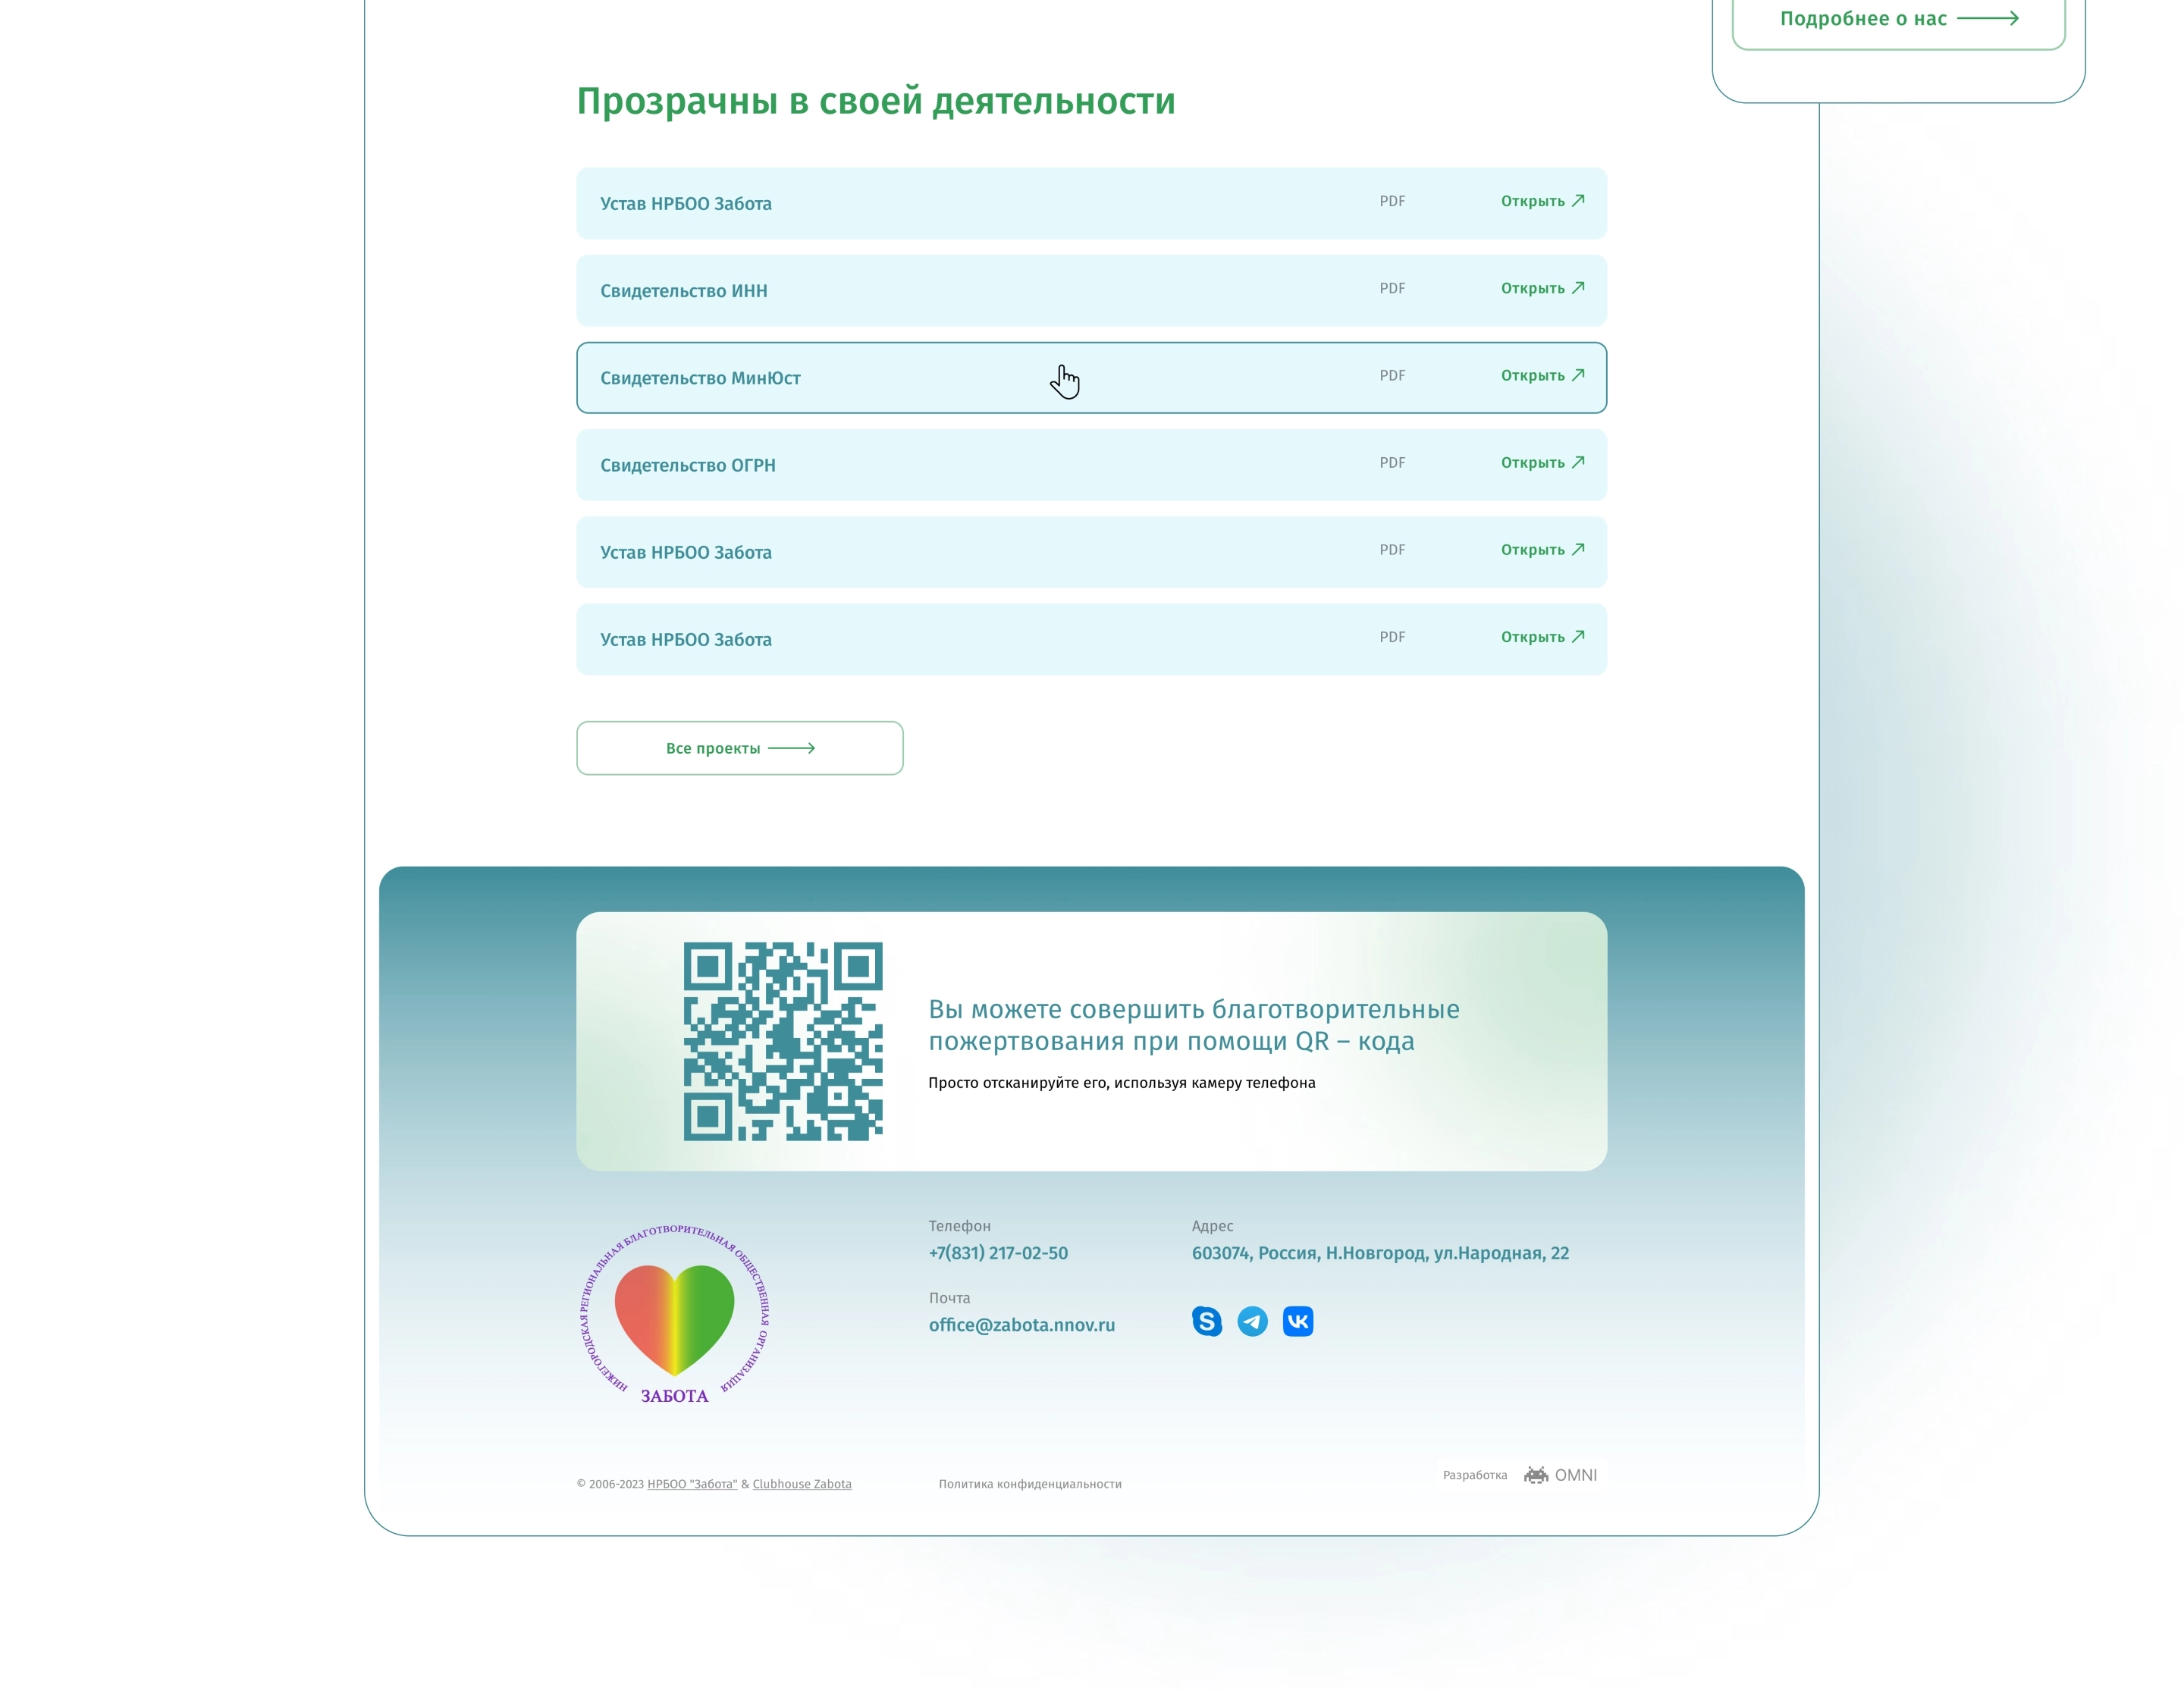 Подробнее о нас
Прозрачны в своей деятельности
Устав НРБОО Забота PDF Открыть
Свидетельство ИНН PDF Открыть
Свидетельство МинЮст PDF Открыть
Свидетельство ОГРН PDF Открыть
Устав НРБОО Забота PDF Открыть
Устав НРБОО Забота PDF Открыть
Все проекты
Вы можете совершить благотворительные
пожертвования при помощи QR – кода
Просто отсканируйте его, используя камеру телефона
НИЖЕГОРОДСКАЯ РЕГИОНАЛЬНАЯ БЛАГОТВОРИТЕЛЬНАЯ ОБЩЕСТВЕННАЯ ОРГАНИЗАЦИЯ
ЗАБОТА
Телефон
+7(831) 217-02-50
Адрес
603074, Россия, Н.Новгород, ул.Народная, 22
Почта
office@zabota.nnov.ru
© 2006-2023 НРБОО "Забота" & Clubhouse Zabota
Политика конфиденциальности
Разработка OMNI